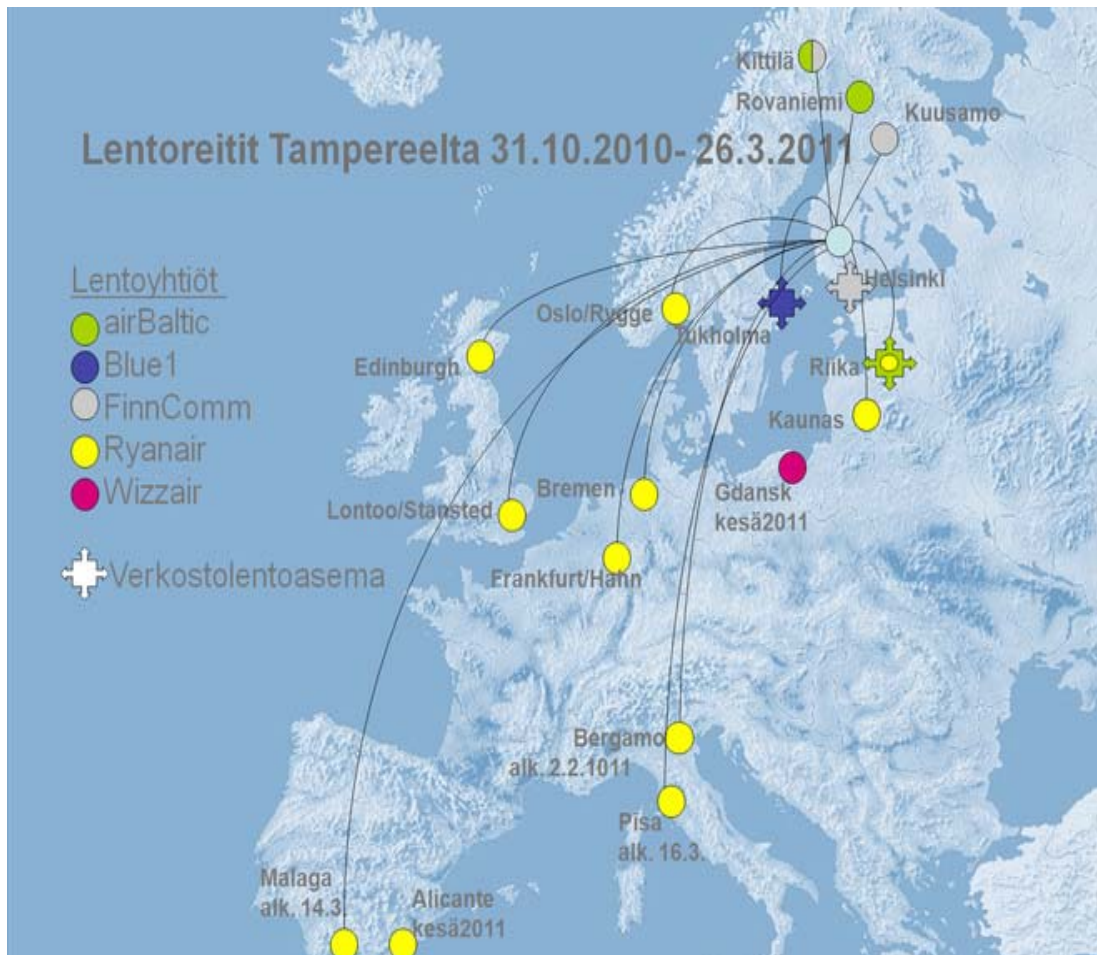 Kittilä
Rovaniemi
Kuusamo
Lentoreitit Tampereelta 31.10.2010- 26.3.2011
Lentoyhtiöt
airBaltic
Blue1
FinnComm
Ryanair
Wizzair
Verkostolentoasema
Helsinki
Oslo/Rygge
Tukholma
Edinburgh
Riika
Kaunas
Bremen
Gdansk
kesä2011
Lontoo/Stansted
Frankfurt/Hahn
Bergamo
alk. 2.2.1011
Pisa
alk. 16.3.
Malaga
alk. 14.3.
Alicante
kesä2011